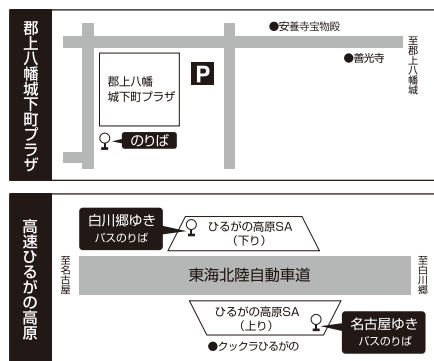 郡上八幡城下町プラザ
●安養寺宝物殿
●善光寺
至郡上八幡城
郡上八幡
城下町プラザ
P
のりば
高速ひるがの高原
白川郷ゆき
バスのりば
ひるがの高原SA
(下り)
至名古屋
東海北陸自動車道
至白川郷
ひるがの高原SA
(上り)
名古屋ゆき
バスのりば
●クックラひるがの